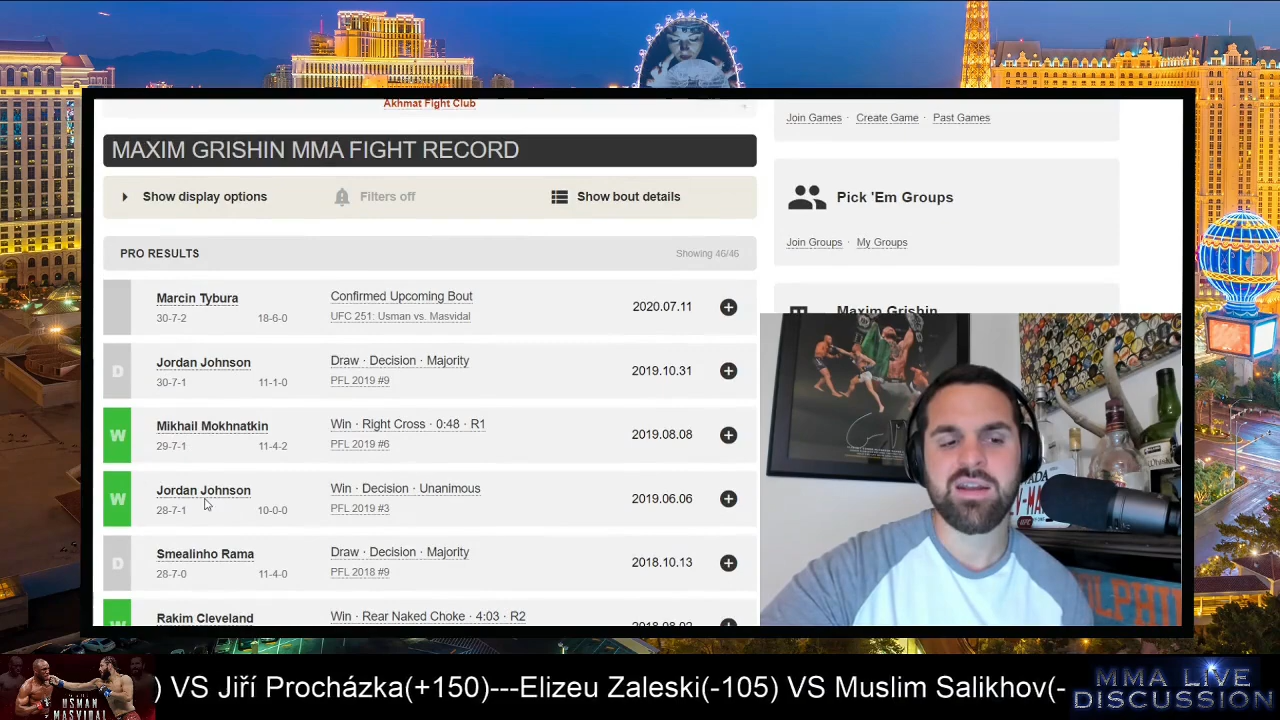 Akhmat Fight Club
MAXIM GRISHIN MMA FIGHT RECORD
Show display options
Filters off
Show bout details
PRO RESULTS
Showing 46/46
Marcin Tybura
30-7-2 18-6-0
Confirmed Upcoming Bout
UFC 251: Usman vs. Masvidal
2020.07.11
D
Jordan Johnson
30-7-1 11-1-0
Draw · Decision · Majority
PFL 2019 #9
2019.10.31
W
Mikhail Mokhnatkin
29-7-1 11-4-2
Win · Right Cross · 0:48 · R1
PFL 2019 #6
2019.08.08
W
Jordan Johnson
28-7-1 10-0-0
Win · Decision · Unanimous
PFL 2019 #3
2019.06.06
D
Smealinho Rama
28-7-0 11-4-0
Draw · Decision · Majority
PFL 2018 #9
2018.10.13
Rakim Cleveland
Win · Rear Naked Choke · 4:03 · R2
2018.08.02
Join Games · Create Game · Past Games
Pick 'Em Groups
Join Groups · My Groups
Maxim Grishin
USMAN
MASVIDAL
) VS Jiří Procházka(+150)---Elizeu Zaleski(-105) VS Muslim Salikhov(-
MMA LIVE
DISCUSSION